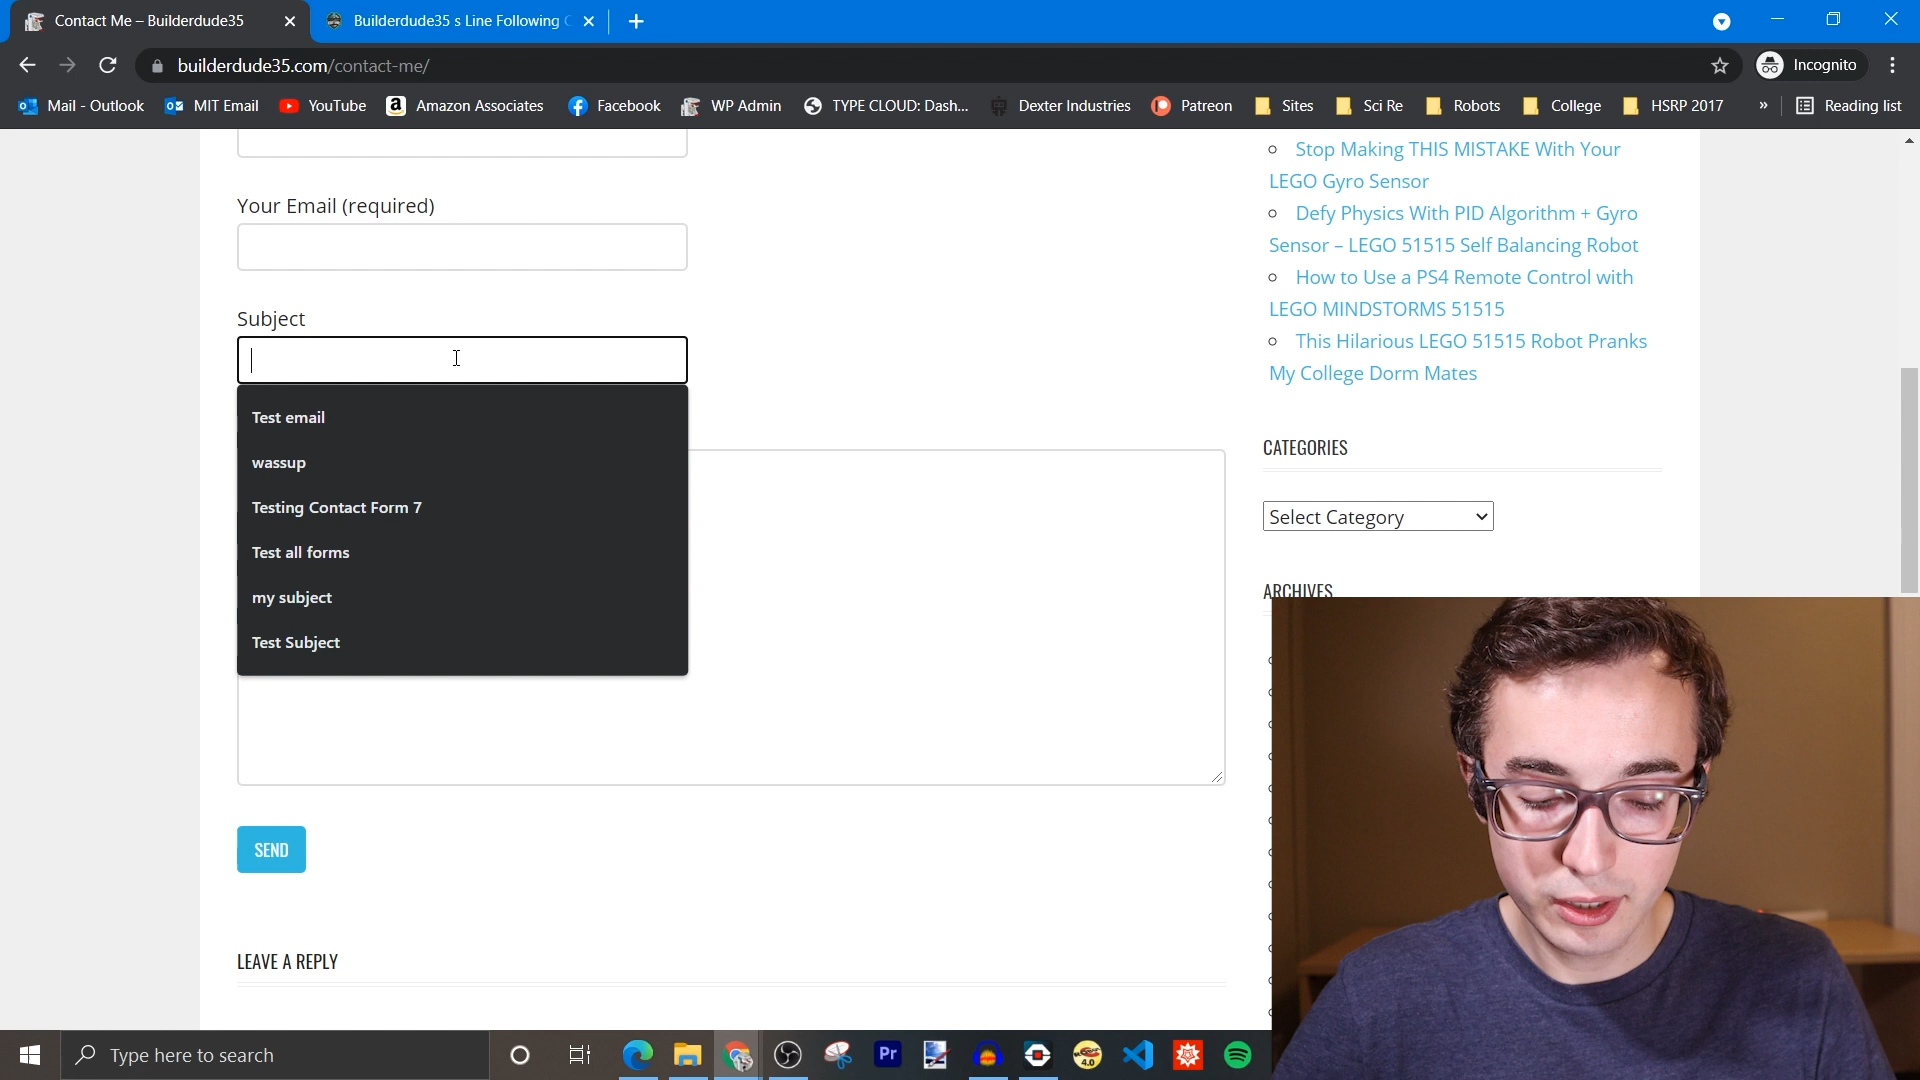 Contact Me – Builderdude35
Builderdude35 s Line Following
builderdude35.com/contact-me/
Incognito
Mail - Outlook
MIT Email
YouTube
Amazon Associates
Facebook
WP Admin
TYPE CLOUD: Dash...
Dexter Industries
Patreon
Sites
Sci Re
Robots
College
HSRP 2017
»
Reading list
Your Email (required)
Subject
Test email
wassup
Testing Contact Form 7
Test all forms
my subject
Test Subject
SEND
LEAVE A REPLY
Stop Making THIS MISTAKE With Your
LEGO Gyro Sensor
Defy Physics With PID Algorithm + Gyro
Sensor – LEGO 51515 Self Balancing Robot
How to Use a PS4 Remote Control with
LEGO MINDSTORMS 51515
This Hilarious LEGO 51515 Robot Pranks
My College Dorm Mates
CATEGORIES
Select Category
ARCHIVES
Type here to search
Pr
4.0